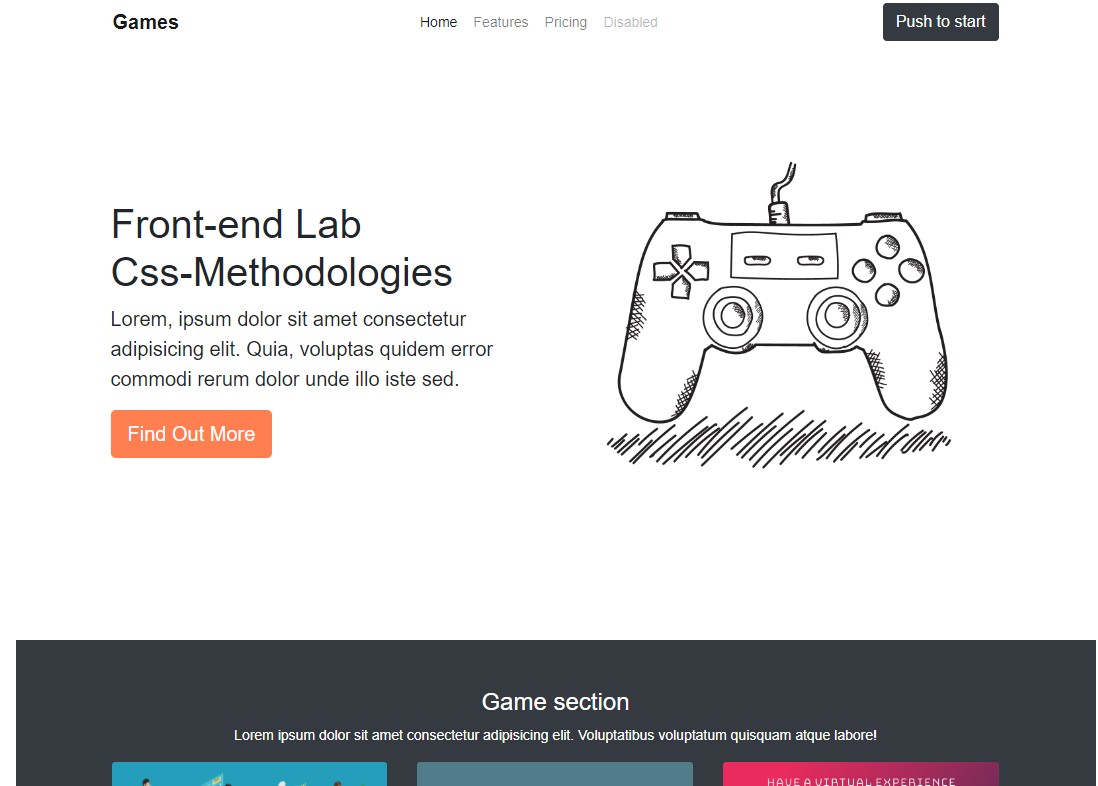 Games
Home Features Pricing Disabled
Push to start
Front-end Lab
Css-Methodologies
Lorem, ipsum dolor sit amet consectetur
adipisicing elit. Quia, voluptas quidem error
commodi rerum dolor unde illo iste sed.
Find Out More
Game section
Lorem ipsum dolor sit amet consectetur adipisicing elit. Voluptatibus voluptatum quisquam atque labore!
HAVE A VIRTUAL EXPERIENCE